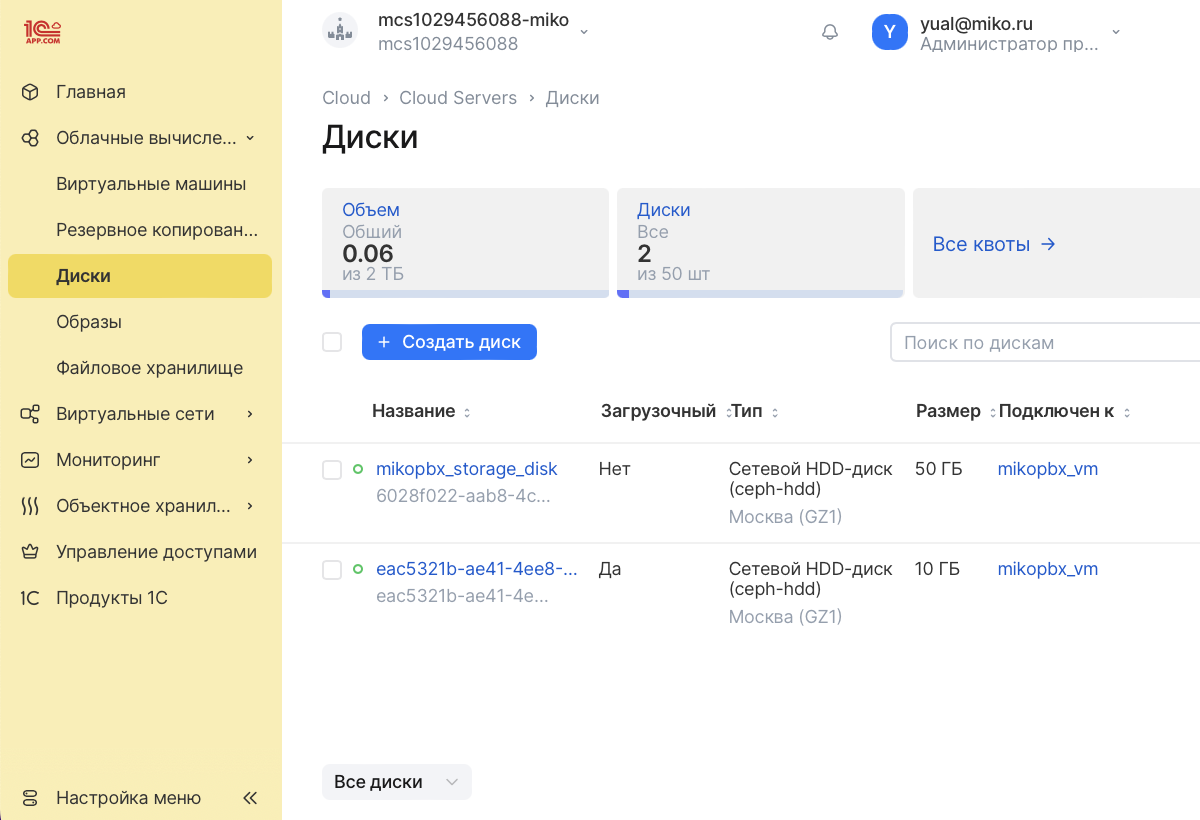 1С
APP.COM
Главная
Облачные вычисле...
Виртуальные машины
Резервное копирован...
Диски
Образы
Файловое хранилище
Виртуальные сети
Мониторинг
Объектное хранил...
Управление доступами
1С Продукты 1С
Настройка меню
mcs1029456088-miko
mcs1029456088
Y
yual@miko.ru
Администратор пр...
Cloud › Cloud Servers › Диски
Диски
Объем
Общий
0.06
из 2 ТБ
Диски
Все
2
из 50 шт
Все квоты →
+ Создать диск
Поиск по дискам
Название Загрузочный Тип Размер Подключен к
mikopbx_storage_disk Нет Сетевой HDD-диск 50 ГБ mikopbx_vm
6028f022-aab8-4c... (ceph-hdd)
Москва (GZ1)
eac5321b-ae41-4ee8-... Да Сетевой HDD-диск 10 ГБ mikopbx_vm
eac5321b-ae41-4e... (ceph-hdd)
Москва (GZ1)
Все диски